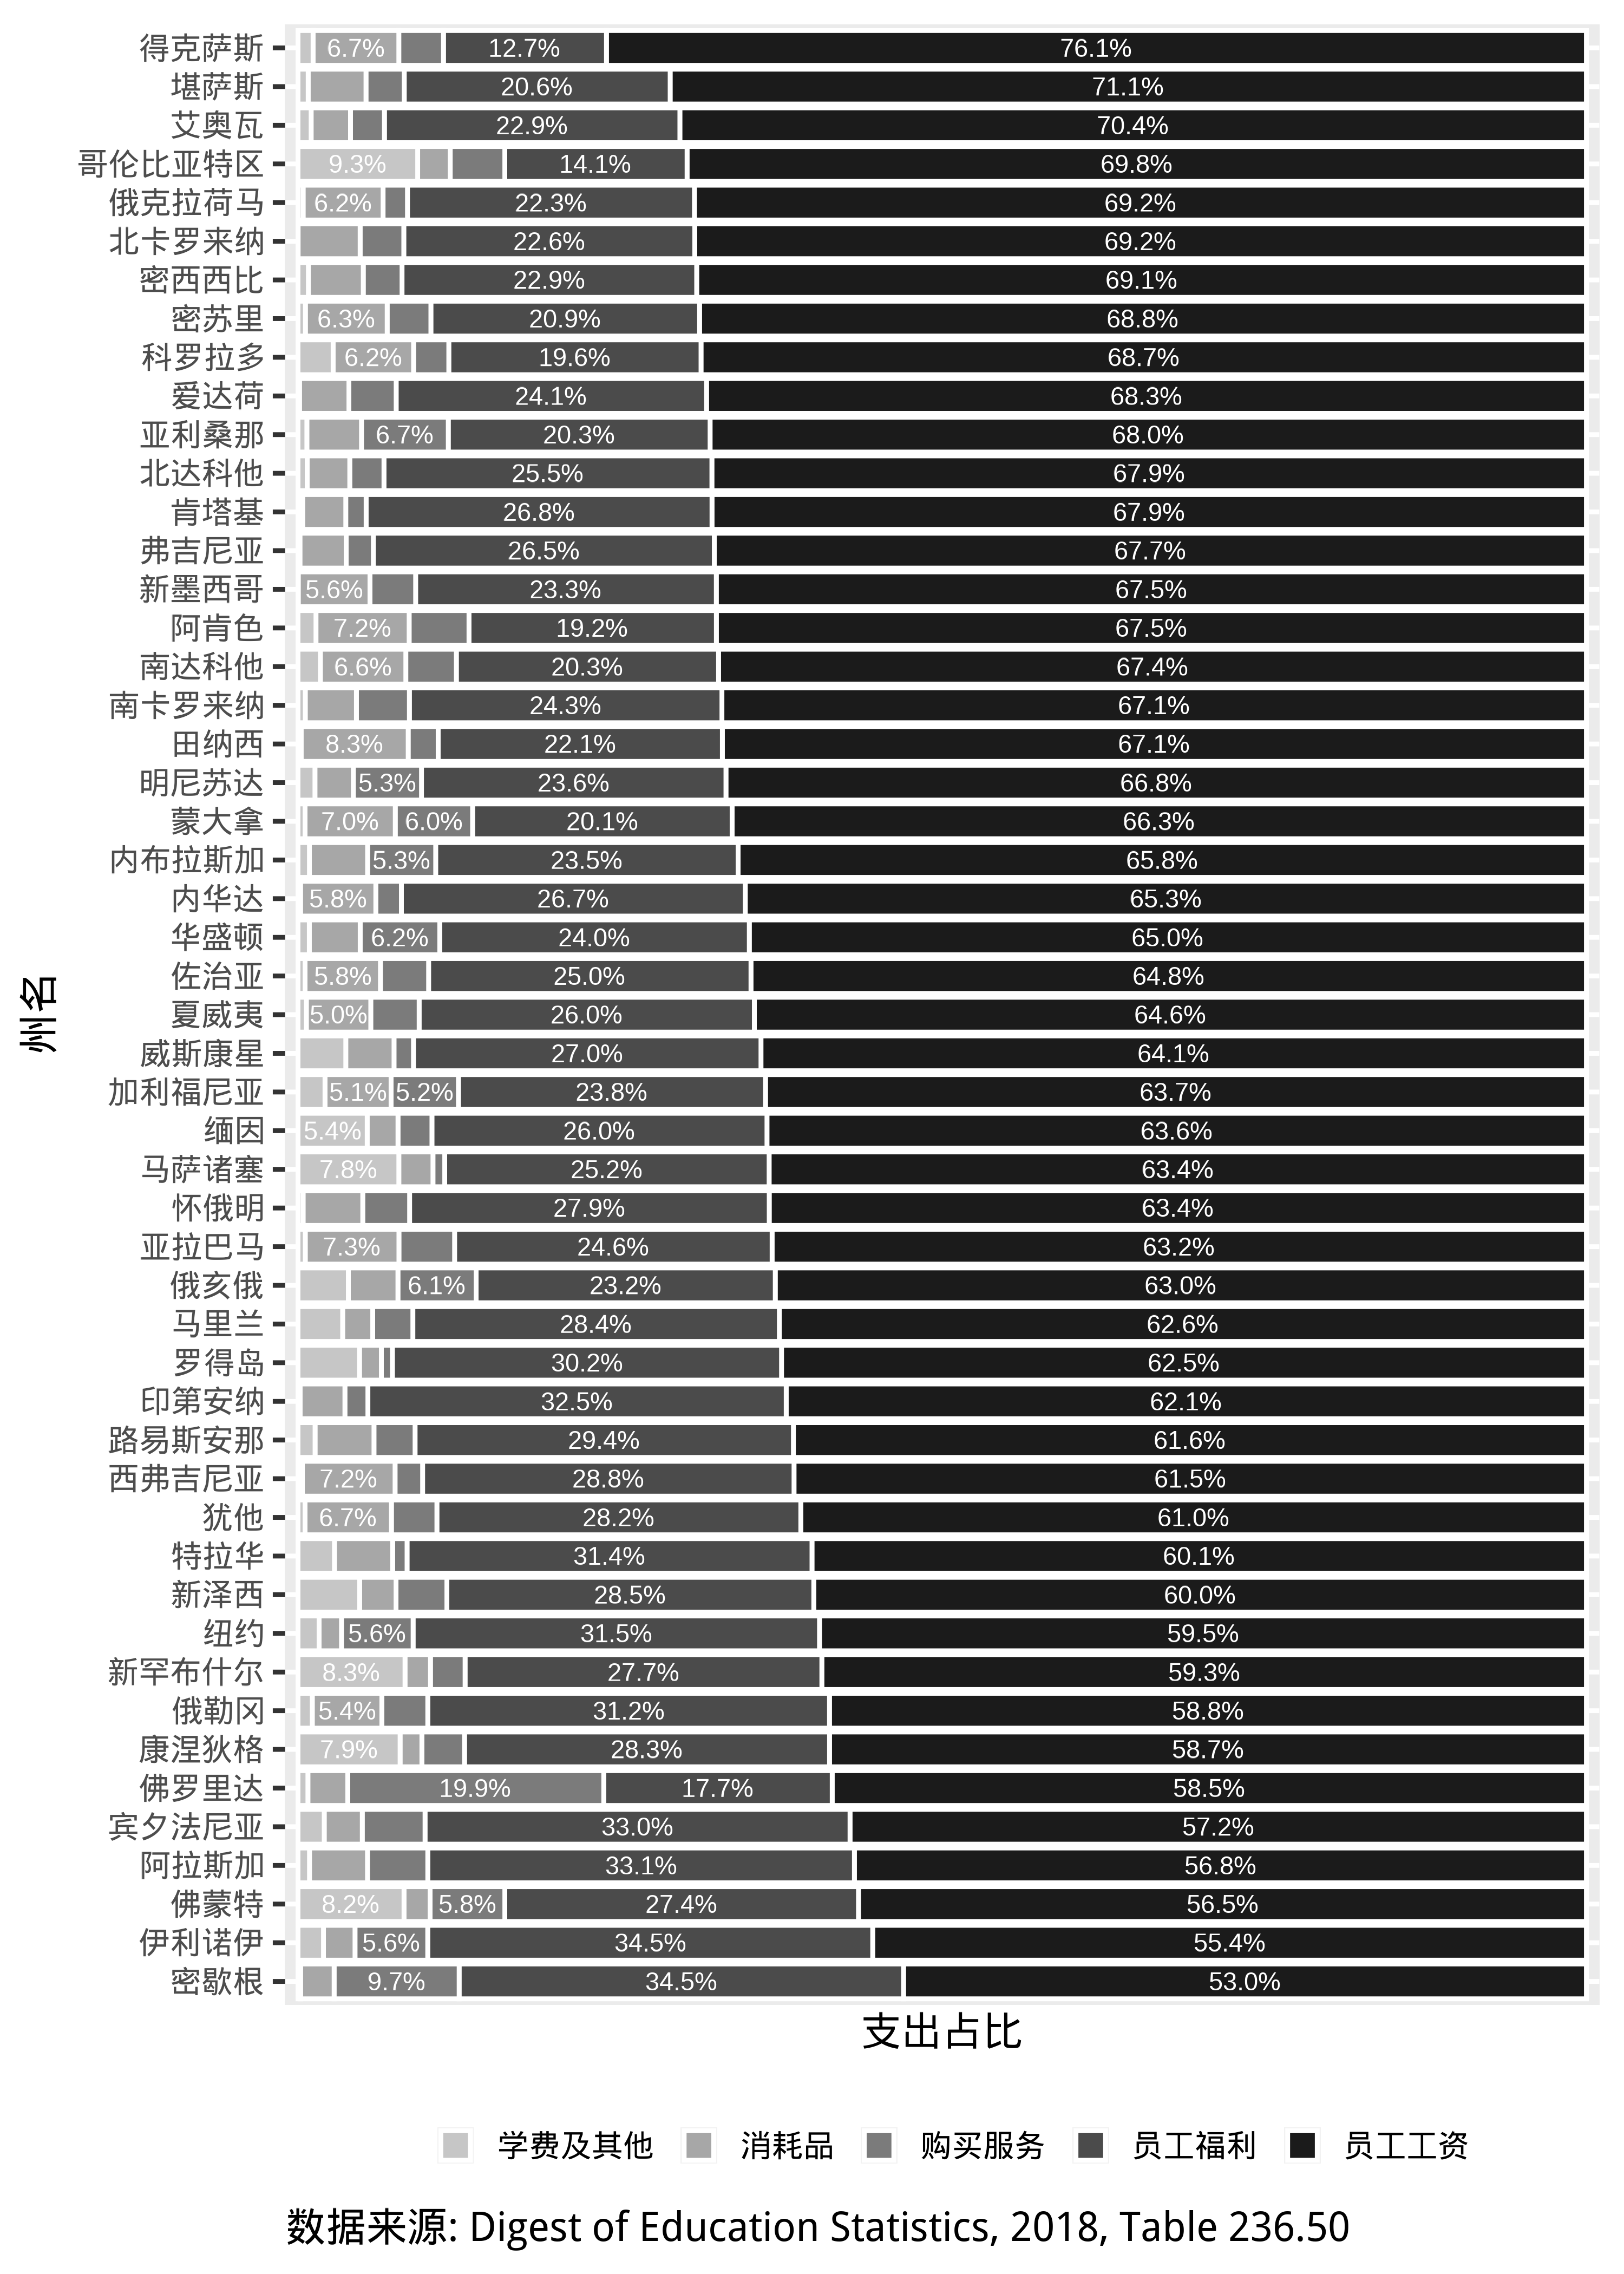 得克萨斯 6.7% 12.7% 76.1%
堪萨斯 20.6% 71.1%
艾奥瓦 22.9% 70.4%
哥伦比亚特区 9.3% 14.1% 69.8%
俄克拉荷马 6.2% 22.3% 69.2%
北卡罗来纳 22.6% 69.2%
密西西比 22.9% 69.1%
密苏里 6.3% 20.9% 68.8%
科罗拉多 6.2% 19.6% 68.7%
爱达荷 24.1% 68.3%
亚利桑那 6.7% 20.3% 68.0%
北达科他 25.5% 67.9%
肯塔基 26.8% 67.9%
弗吉尼亚 26.5% 67.7%
新墨西哥 5.6% 23.3% 67.5%
阿肯色 7.2% 19.2% 67.5%
南达科他 6.6% 20.3% 67.4%
南卡罗来纳 24.3% 67.1%
田纳西 8.3% 22.1% 67.1%
明尼苏达 5.3% 23.6% 66.8%
蒙大拿 7.0% 6.0% 20.1% 66.3%
内布拉斯加 5.3% 23.5% 65.8%
内华达 5.8% 26.7% 65.3%
华盛顿 6.2% 24.0% 65.0%
佐治亚 5.8% 25.0% 64.8%
夏威夷 5.0% 26.0% 64.6%
威斯康星 27.0% 64.1%
加利福尼亚 5.1% 5.2% 23.8% 63.7%
缅因 5.4% 26.0% 63.6%
马萨诸塞 7.8% 25.2% 63.4%
怀俄明 27.9% 63.4%
亚拉巴马 7.3% 24.6% 63.2%
俄亥俄 6.1% 23.2% 63.0%
马里兰 28.4% 62.6%
罗得岛 30.2% 62.5%
印第安纳 32.5% 62.1%
路易斯安那 29.4% 61.6%
西弗吉尼亚 7.2% 28.8% 61.5%
犹他 6.7% 28.2% 61.0%
特拉华 31.4% 60.1%
新泽西 28.5% 60.0%
纽约 5.6% 31.5% 59.5%
新罕布什尔 8.3% 27.7% 59.3%
俄勒冈 5.4% 31.2% 58.8%
康涅狄格 7.9% 28.3% 58.7%
佛罗里达 19.9% 17.7% 58.5%
宾夕法尼亚 33.0% 57.2%
阿拉斯加 33.1% 56.8%
佛蒙特 8.2% 5.8% 27.4% 56.5%
伊利诺伊 5.6% 34.5% 55.4%
密歇根 9.7% 34.5% 53.0%
州名
支出占比
学费及其他 消耗品 购买服务 员工福利 员工工资
数据来源: Digest of Education Statistics, 2018, Table 236.50